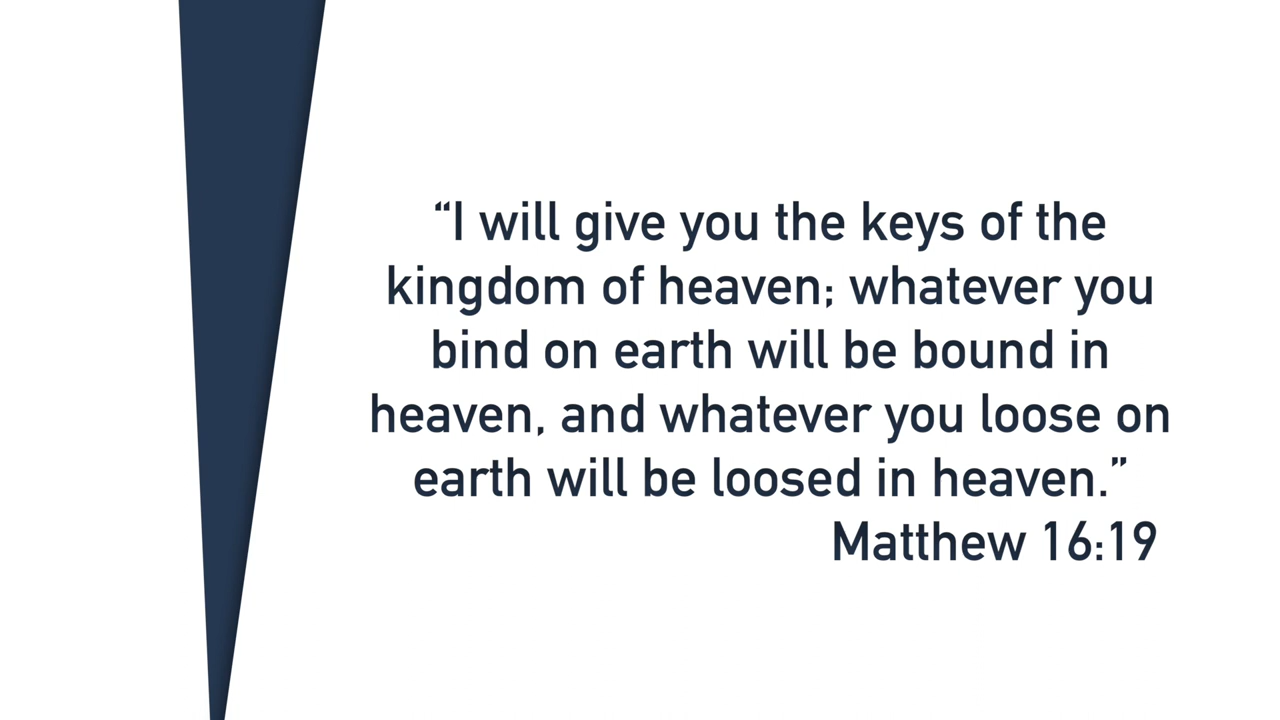 “I will give you the keys of the
kingdom of heaven; whatever you
bind on earth will be bound in
heaven, and whatever you loose on
earth will be loosed in heaven.”
Matthew 16:19